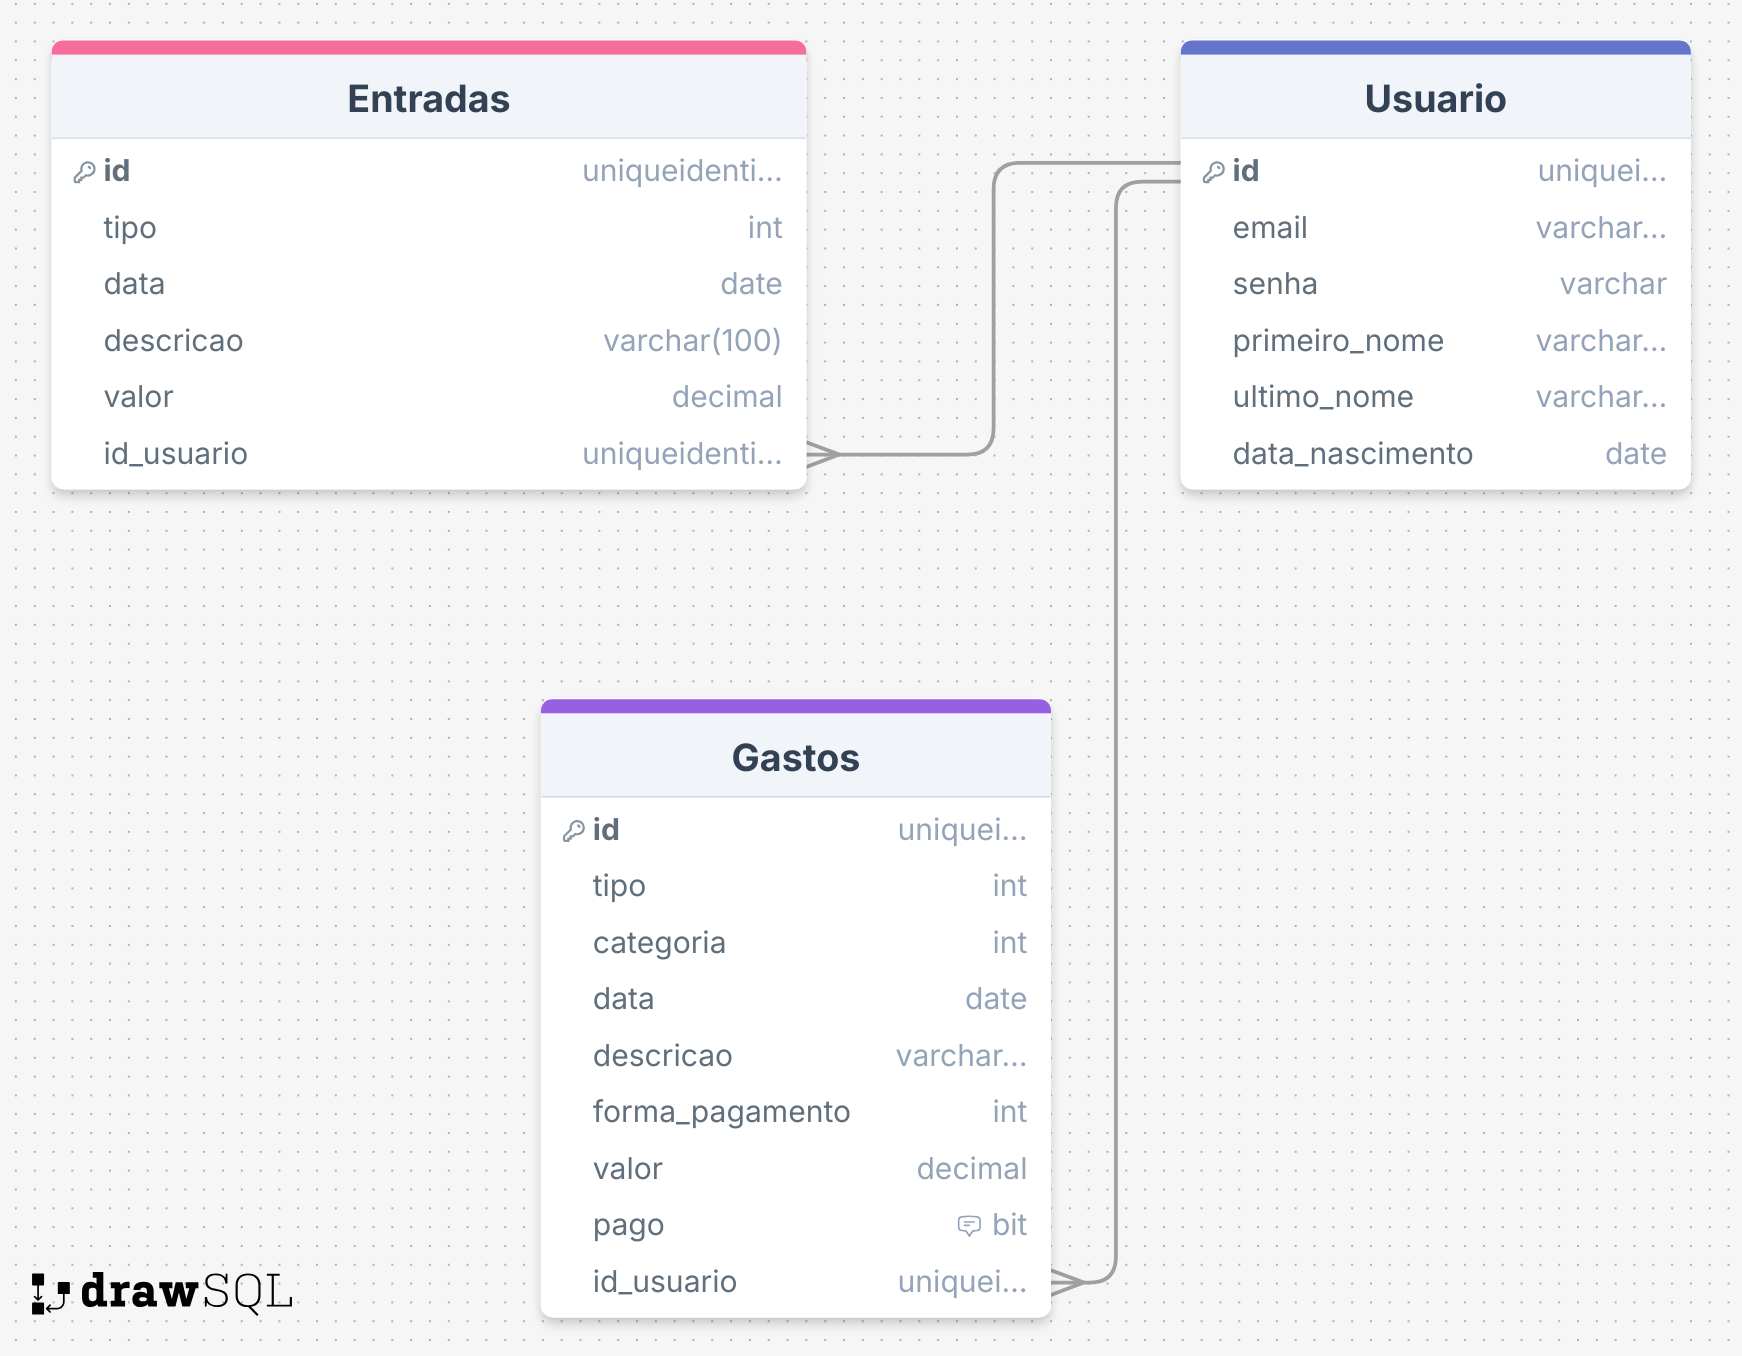 Entradas
id uniqueidenti...
tipo int
data date
descricao varchar(100)
valor decimal
id_usuario uniqueidenti...
Usuario
id uniquei...
email varchar...
senha varchar
primeiro_nome varchar...
ultimo_nome varchar...
data_nascimento date
Gastos
id uniquei...
tipo int
categoria int
data date
descricao varchar...
forma_pagamento int
valor decimal
pago bit
id_usuario uniquei...
drawSQL